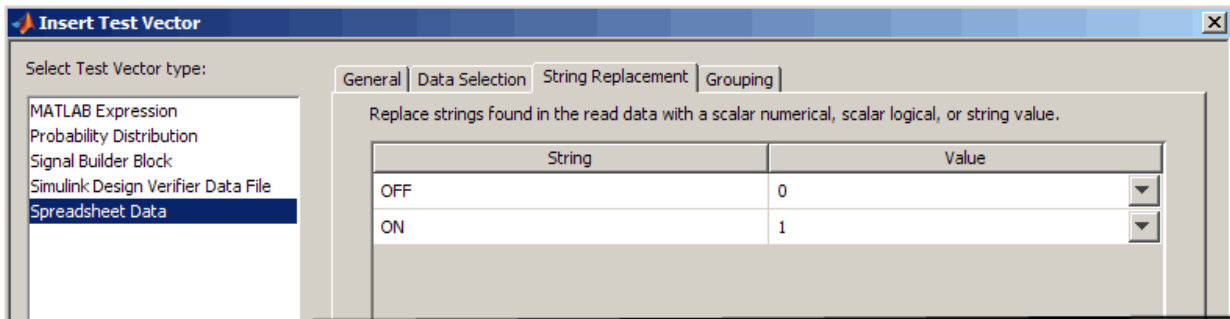 Insert Test Vector
Select Test Vector type:
MATLAB Expression
Probability Distribution
Signal Builder Block
Simulink Design Verifier Data File
Spreadsheet Data
General Data Selection String Replacement Grouping
Replace strings found in the read data with a scalar numerical, scalar logical, or string value.
String Value
OFF 0
ON 1